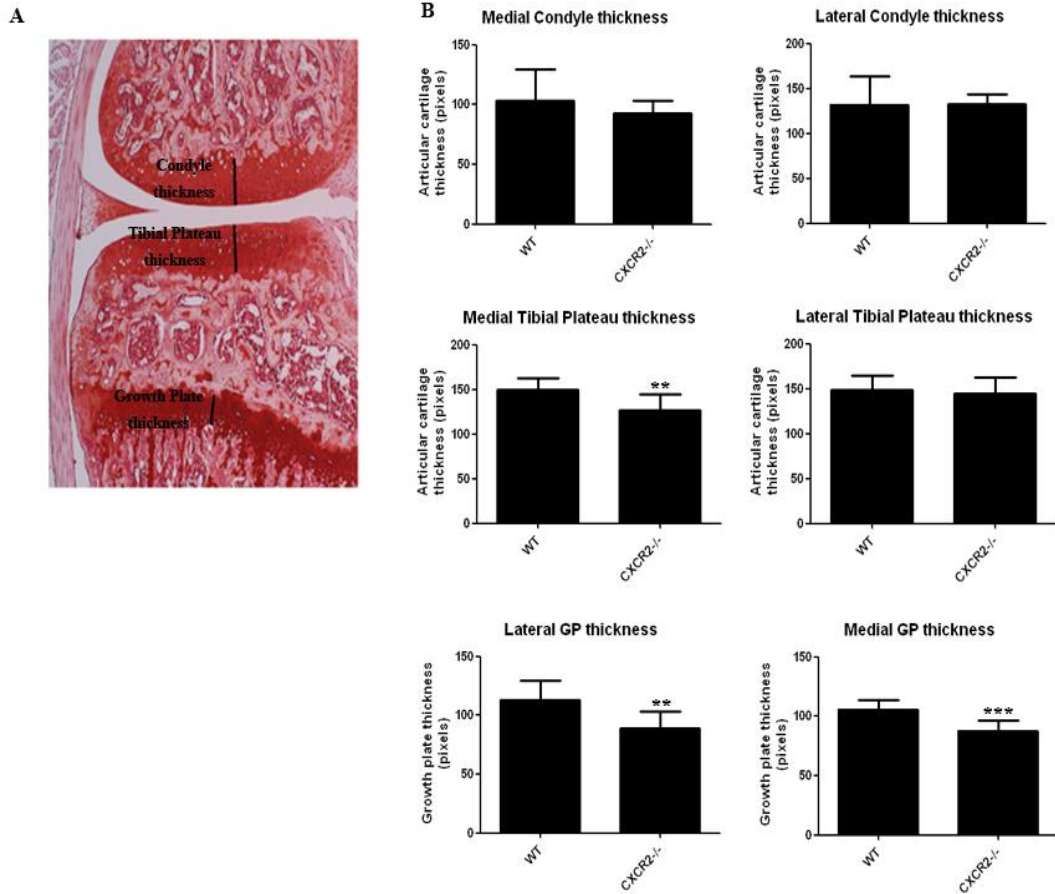 A
Condyle
thickness
Tibial Plateau
thickness
Growth Plate
thickness
B
Medial Condyle thickness
Articular cartilage
thickness (pixels)
150
100
50
0
WT
CXCR2-/-
Lateral Condyle thickness
Articular cartilage
thickness (pixels)
200
150
100
50
0
WT
CXCR2-/-
Medial Tibial Plateau thickness
Articular cartilage
thickness (pixels)
200
150
100
50
0
**
WT
CXCR2-/-
Lateral Tibial Plateau thickness
Articular cartilage
thickness (pixels)
200
150
100
50
0
WT
CXCR2-/-
Lateral GP thickness
Growth plate thickness
(pixels)
150
100
50
0
**
WT
CXCR2-/-
Medial GP thickness
Growth plate thickness
(pixels)
150
100
50
0
***
WT
CXCR2-/-